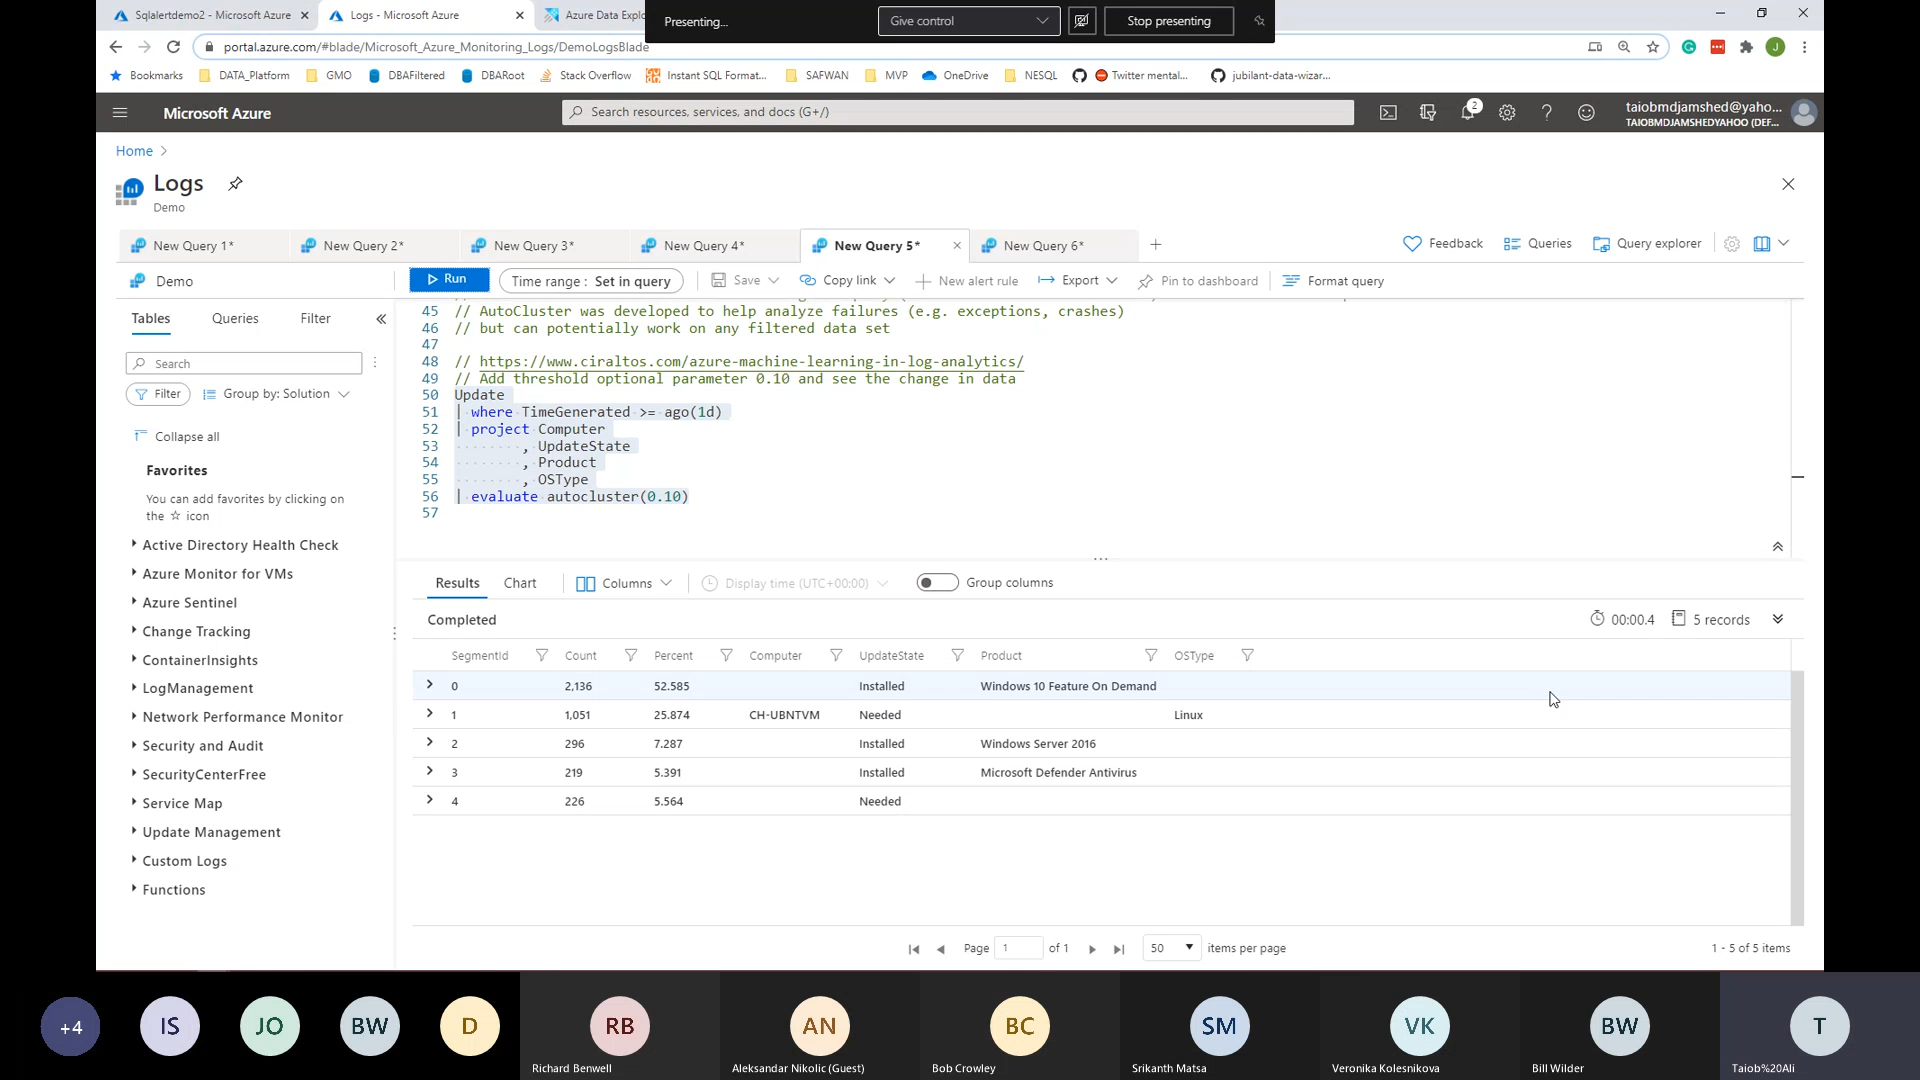 Sqlalertdemo2 - Microsoft Azure
Logs - Microsoft Azure
Azure Data Explo
Presenting...
Give control
Stop presenting
portal.azure.com/#blade/Microsoft_Azure_Monitoring_Logs/DemoLogsBlade
J
Bookmarks
DATA_Platform
GMO
DBAFiltered
DBARoot
Stack Overflow
Instant SQL Format...
SAFWAN
MVP
OneDrive
NESQL
Twitter mental...
jubilant-data-wizar...
Microsoft Azure
Search resources, services, and docs (G+/)
2
taiobmdjamshed@yaho...
TAIOBMDJAMSHEDYAHOO (DEF...
Home
Logs
Demo
New Query 1*
New Query 2*
New Query 3*
New Query 4*
New Query 5*
New Query 6*
Feedback
Queries
Query explorer
Demo
Run
Time range : Set in query
Save
Copy link
New alert rule
Export
Pin to dashboard
Format query
Tables
Queries
Filter
Search
Filter
Group by: Solution
Collapse all
Favorites
You can add favorites by clicking on
the ☆ icon
Active Directory Health Check
Azure Monitor for VMs
Azure Sentinel
Change Tracking
ContainerInsights
LogManagement
Network Performance Monitor
Security and Audit
SecurityCenterFree
Service Map
Update Management
Custom Logs
Functions
45 // AutoCluster was developed to help analyze failures (e.g. exceptions, crashes)
46 // but can potentially work on any filtered data set
47
48 // https://www.ciraltos.com/azure-machine-learning-in-log-analytics/
49 // Add threshold optional parameter 0.10 and see the change in data
50 Update
51 | where TimeGenerated >= ago(1d)
52 | project Computer
53 , UpdateState
54 , Product
55 , OSType
56 | evaluate autocluster(0.10)
57
Results
Chart
Columns
Display time (UTC+00:00)
Group columns
Completed
00:00.4
5 records
SegmentId Count Percent Computer UpdateState Product OSType
0 2,136 52.585 Installed Windows 10 Feature On Demand
1 1,051 25.874 CH-UBNTVM Needed Linux
2 296 7.287 Installed Windows Server 2016
3 219 5.391 Installed Microsoft Defender Antivirus
4 226 5.564 Needed
Page 1 of 1
50 items per page
1 - 5 of 5 items
+4
IS
JO
BW
D
RB
Richard Benwell
AN
Aleksandar Nikolic (Guest)
BC
Bob Crowley
SM
Srikanth Matsa
VK
Veronika Kolesnikova
BW
Bill Wilder
T
Taiob%20Ali